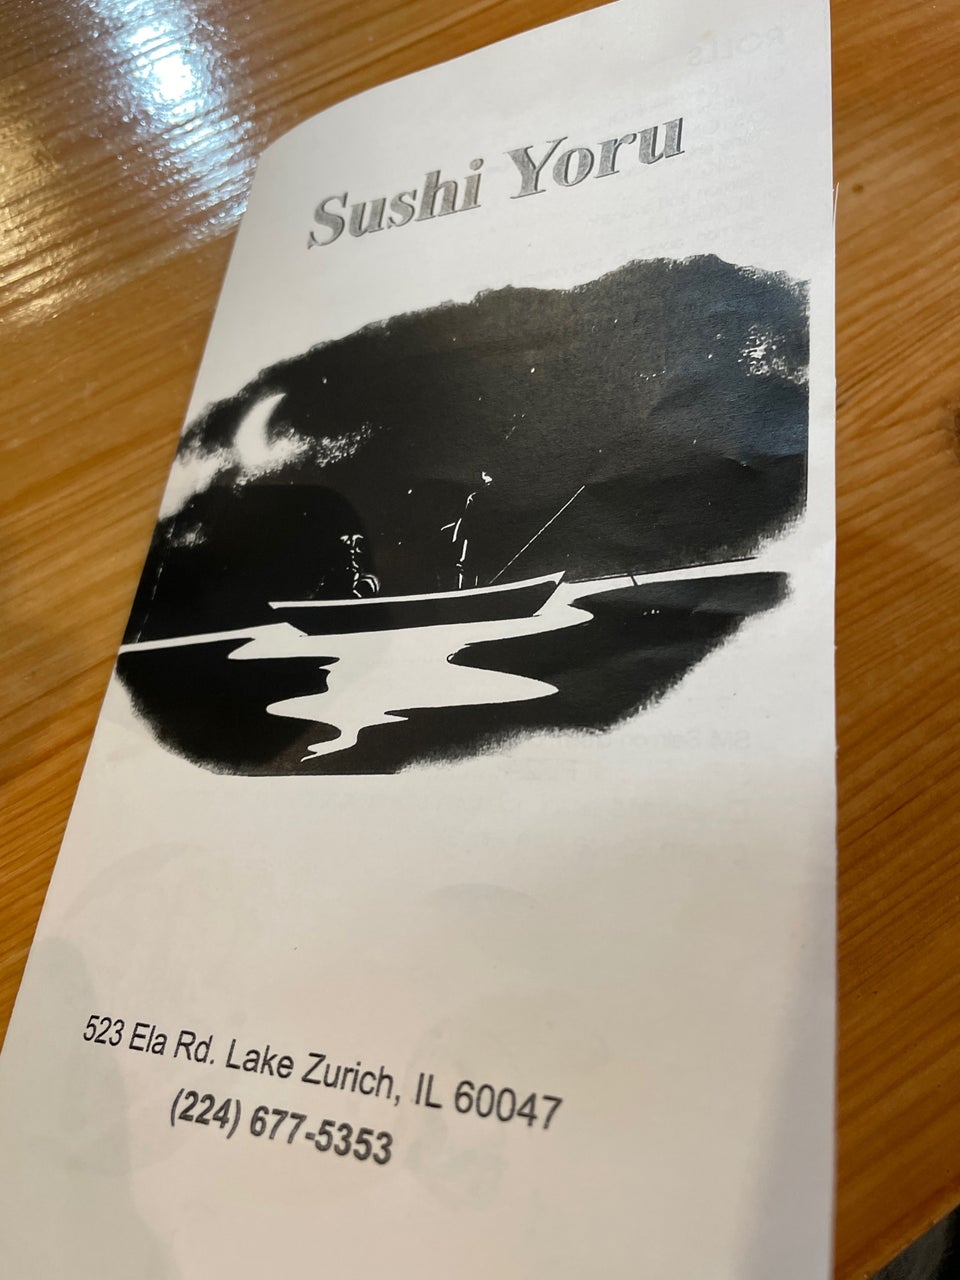 Sushi Yoru
523 Ela Rd. Lake Zurich, IL 60047
(224) 677-5353